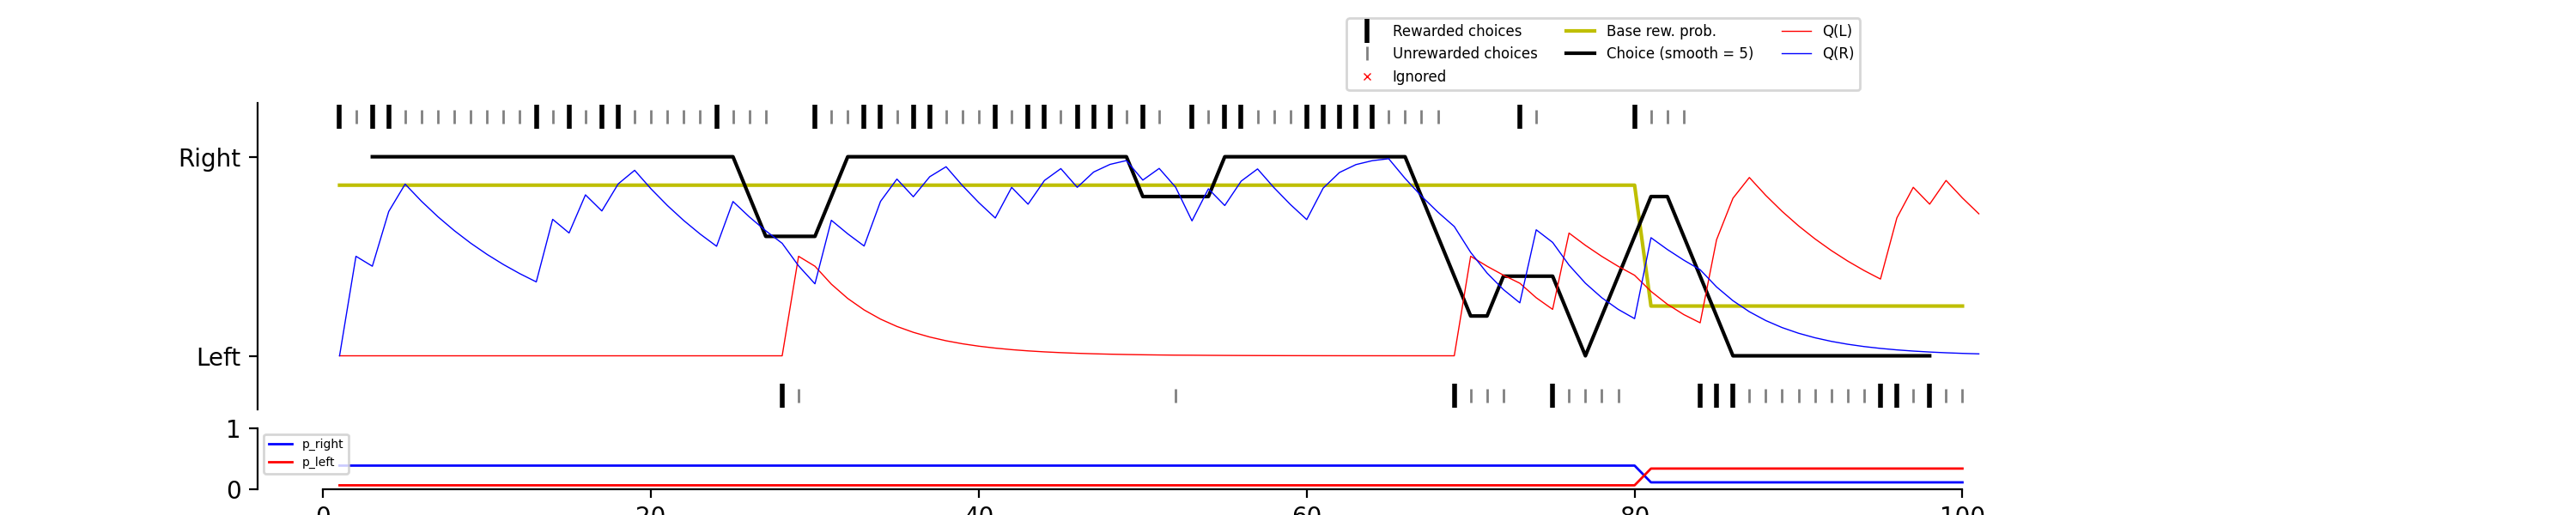 Rewarded choices Base rew. prob. Q(L)
Unrewarded choices Choice (smooth = 5) Q(R)
Ignored
Right
Left
1
p_right
p_left
0
0 20 40 60 80 100